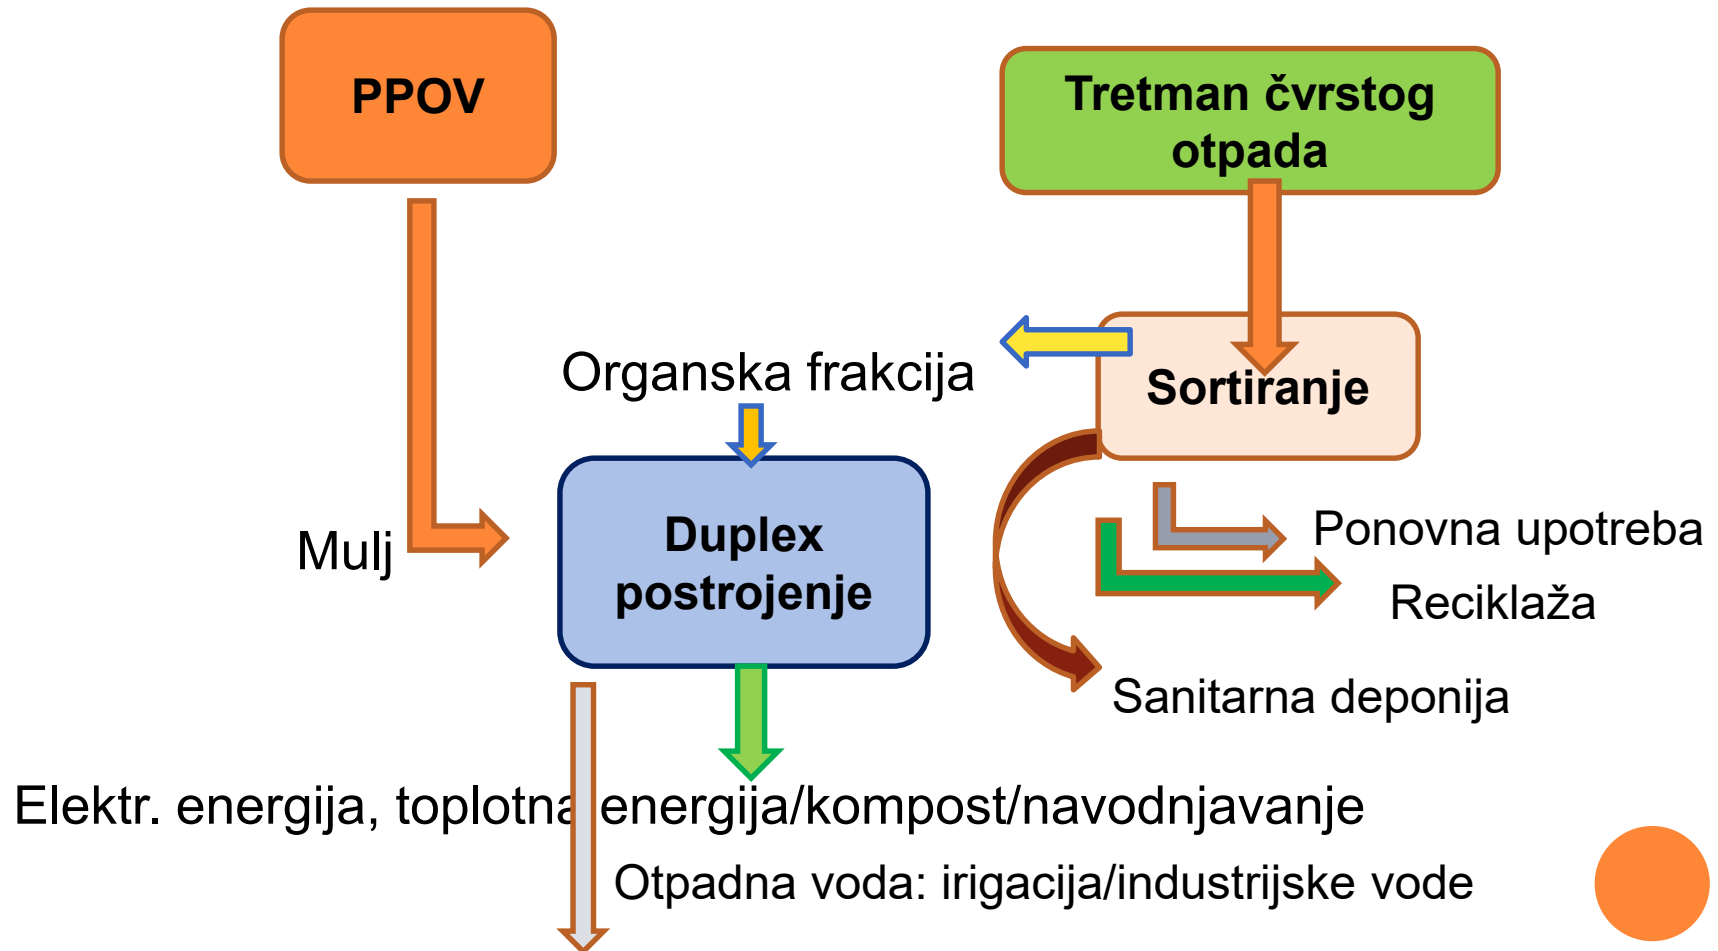 PPOV
Tretman čvrstog
otpada
Organska frakcija
Sortiranje
Mulj
Duplex
postrojenje
Ponovna upotreba
Reciklaža
Sanitarna deponija
Elektr. energija, toplotna energija/kompost/navodnjavanje
Otpadna voda: irigacija/industrijske vode